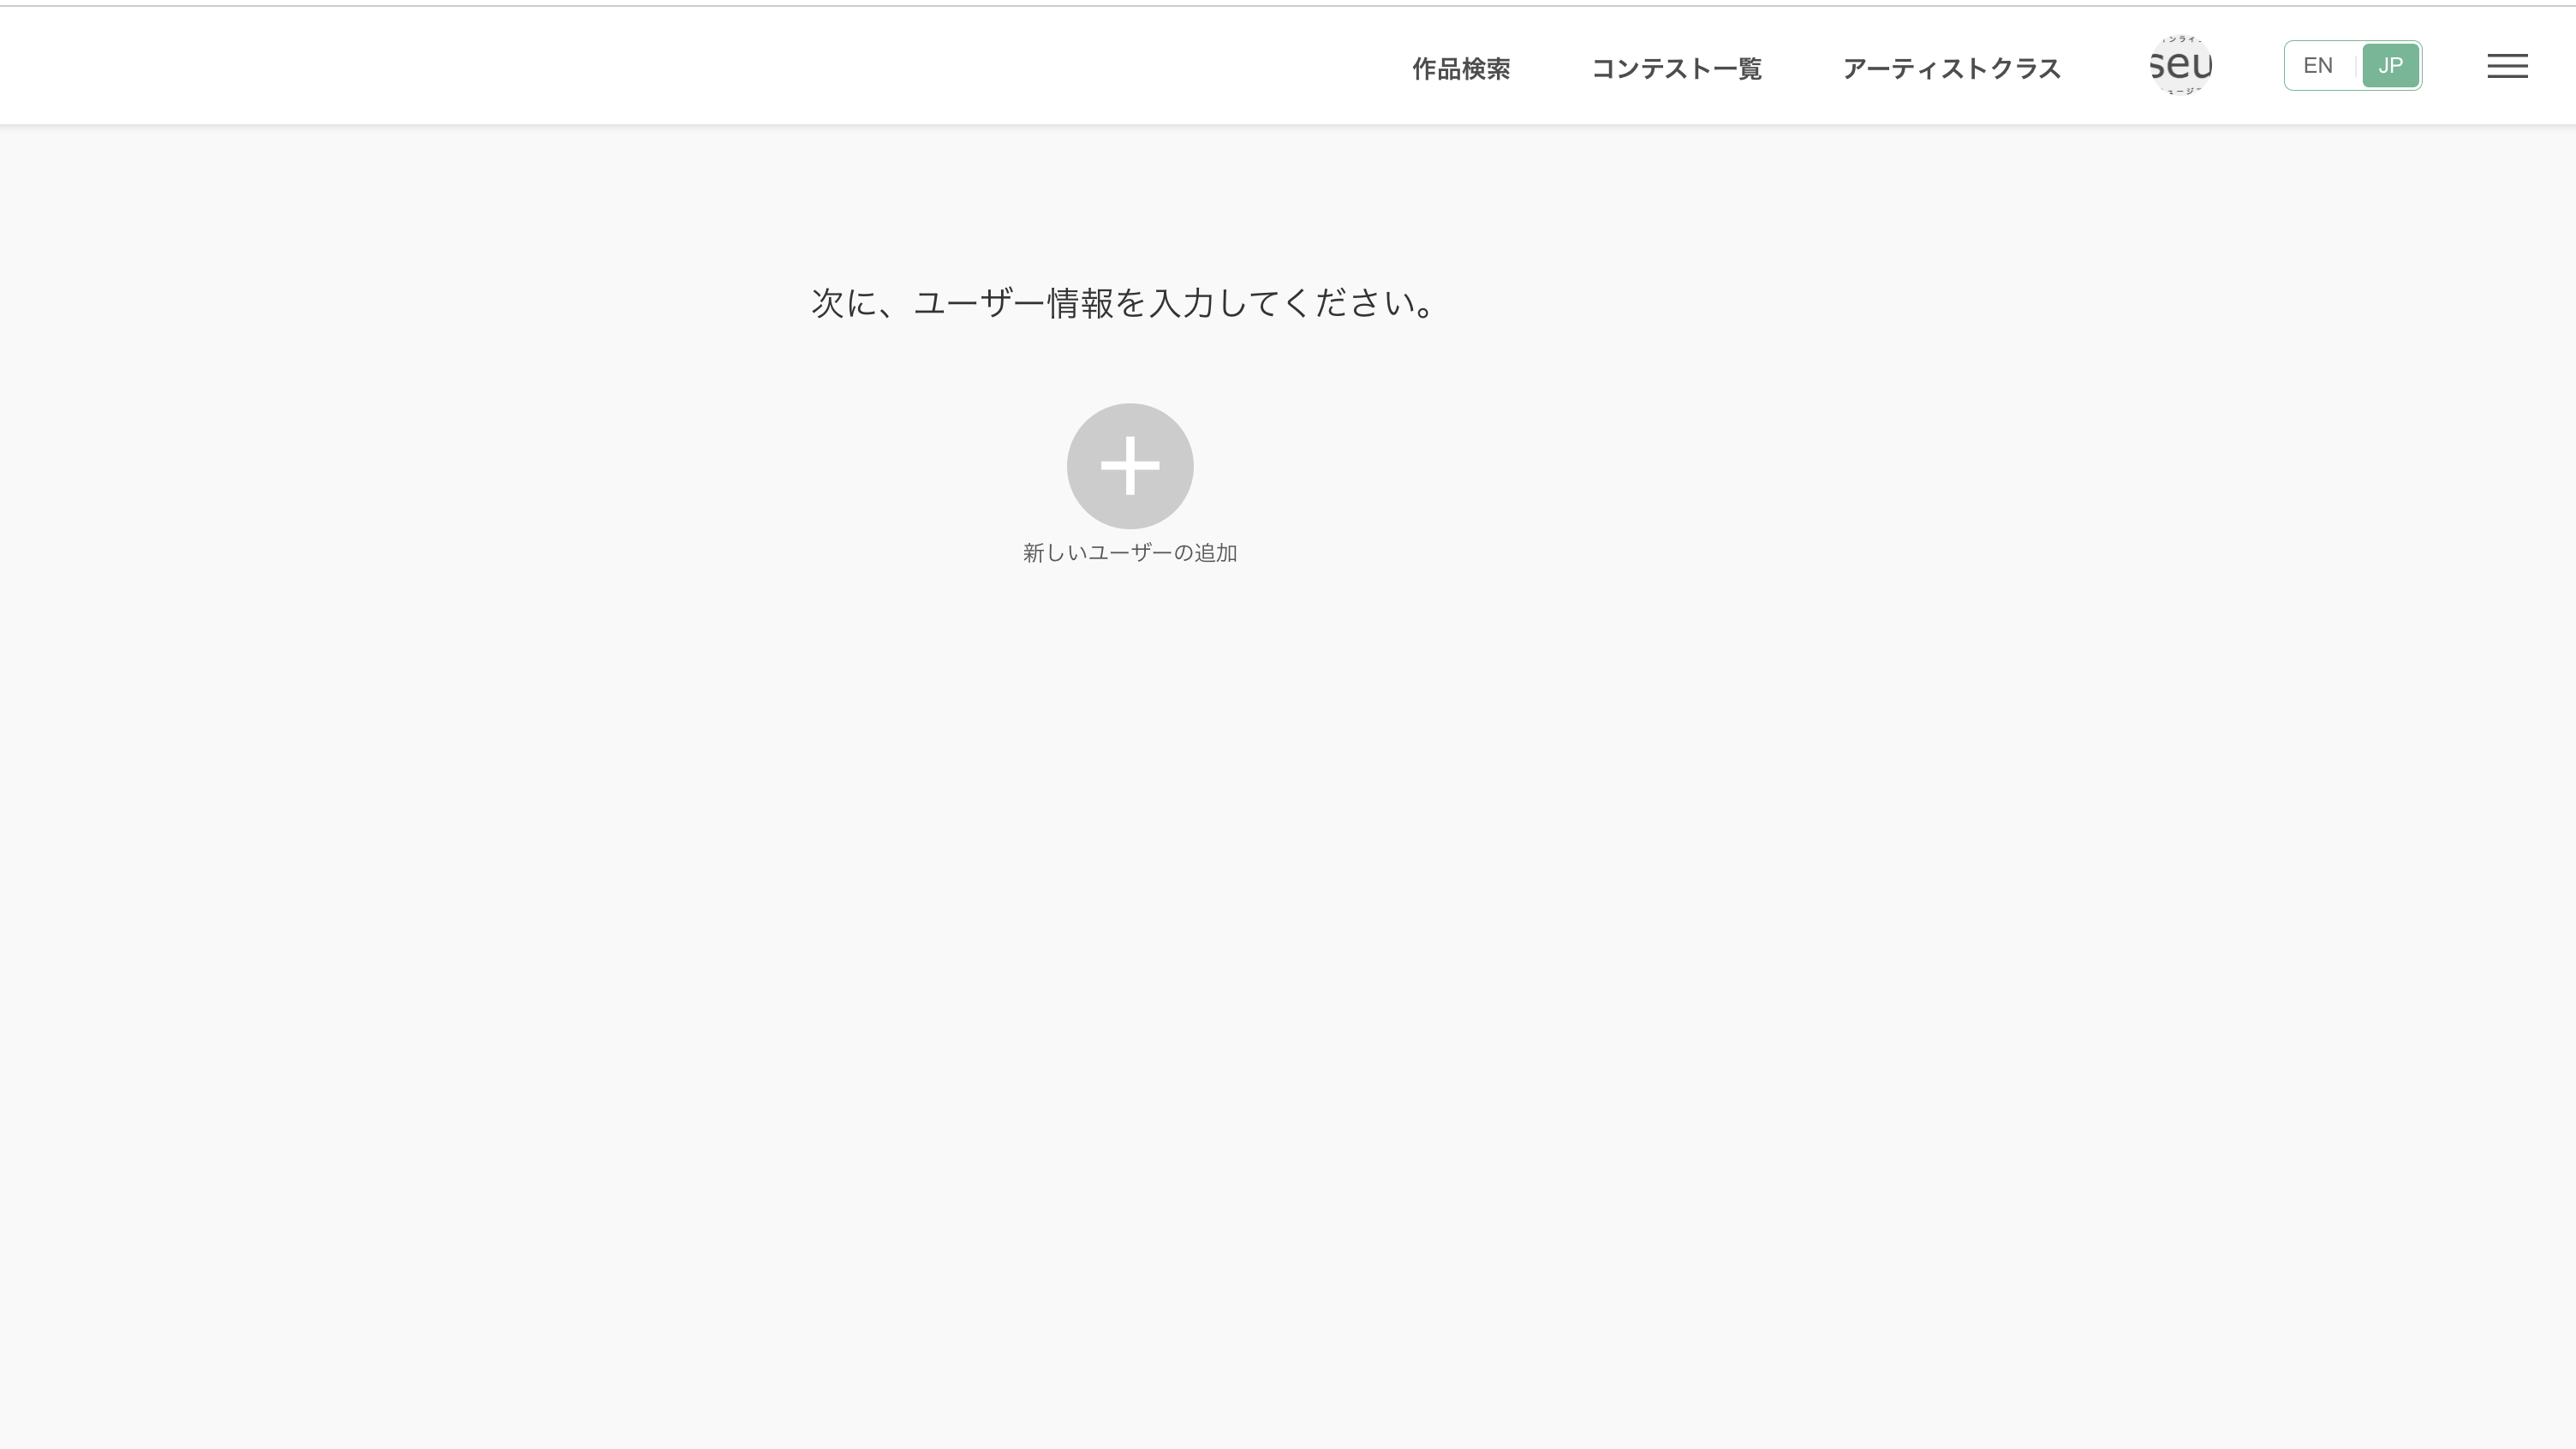 作品検索
コンテスト一覧
アーティストクラス
seu
EN
JP
次に、ユーザー情報を入力してください。
新しいユーザーの追加